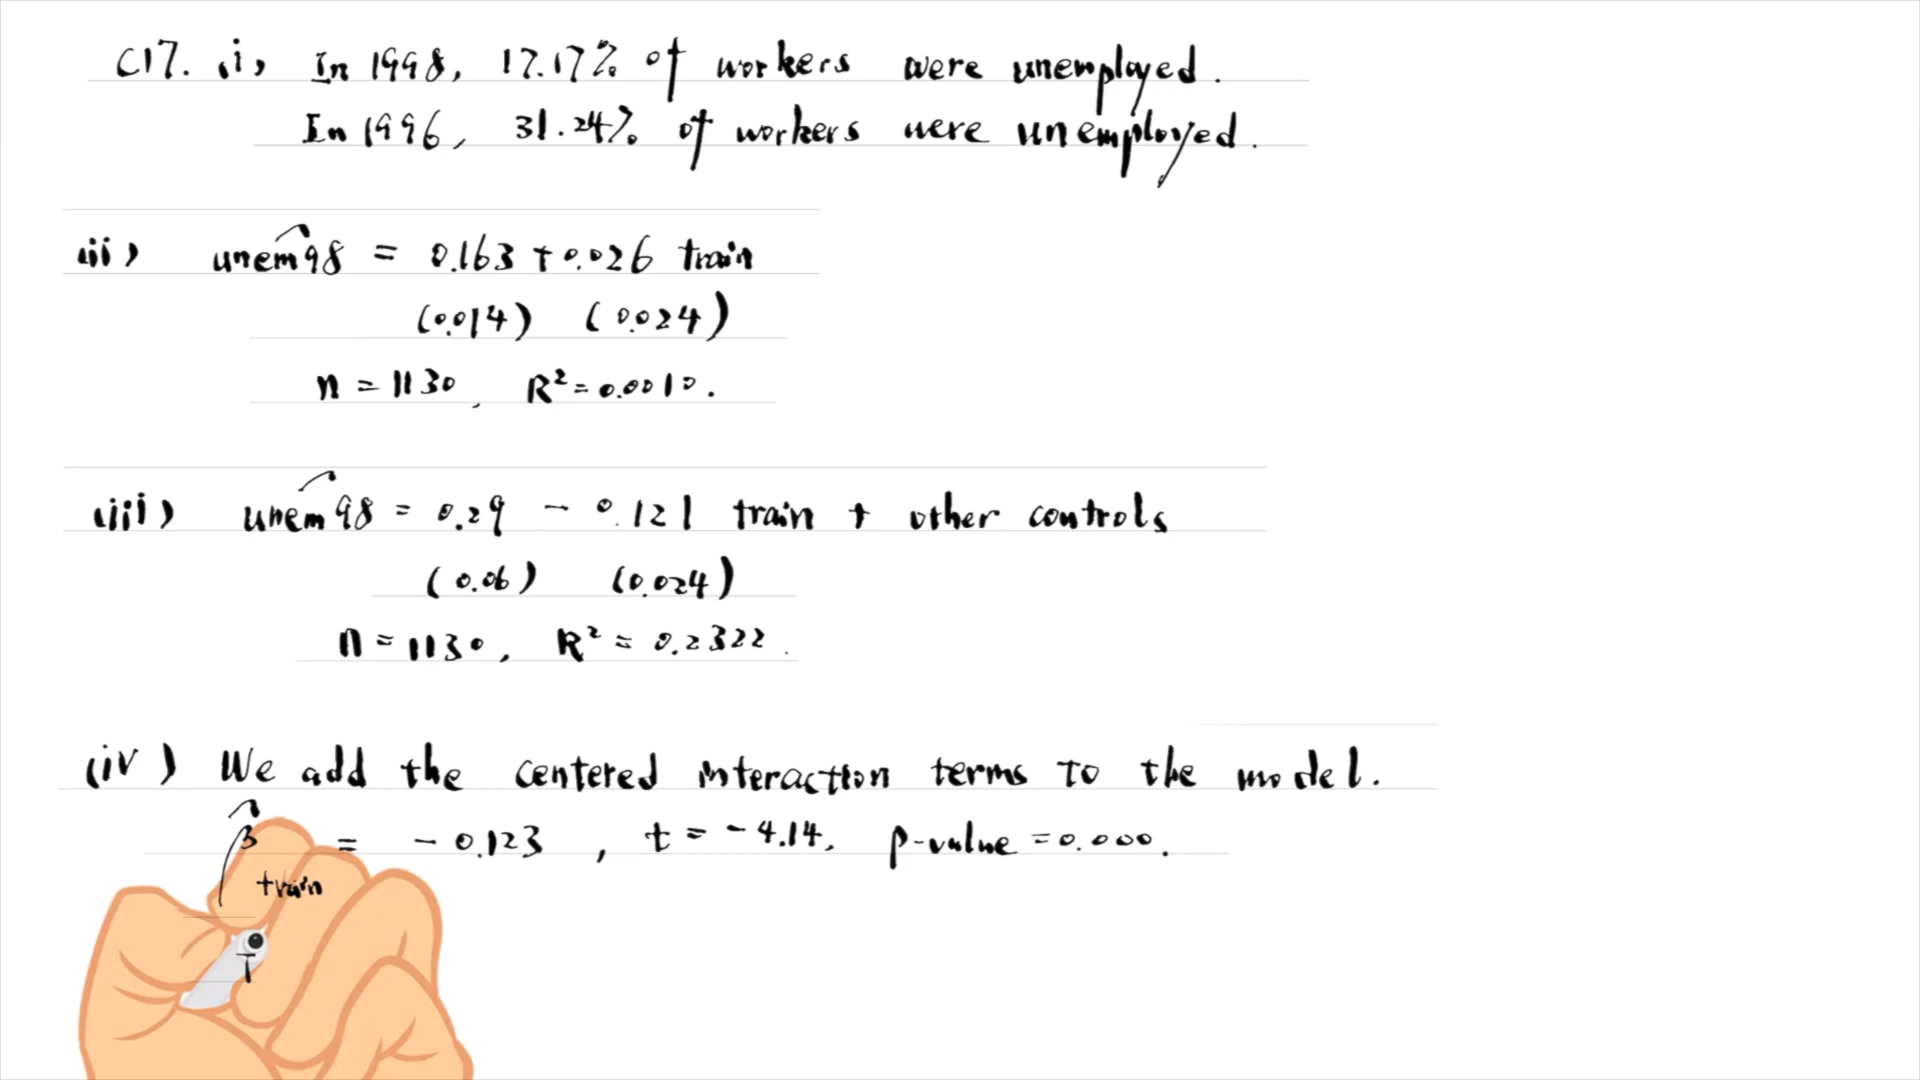 C17. (i) In 1998, 17.17% of workers were unemployed.
In 1996, 31.24% of workers were unemployed.
(ii) unem98 = 0.163 + 0.026 train
(0.014) (0.024)
n = 1130, R² = 0.0010.
(iii) unem98 = 0.29 - 0.121 train + other controls
(0.06) (0.024)
n = 1130, R² = 0.2322.
(iv) We add the centered interaction terms to the model.
β̂ train = -0.123, t = -4.14, p-value = 0.000.
T